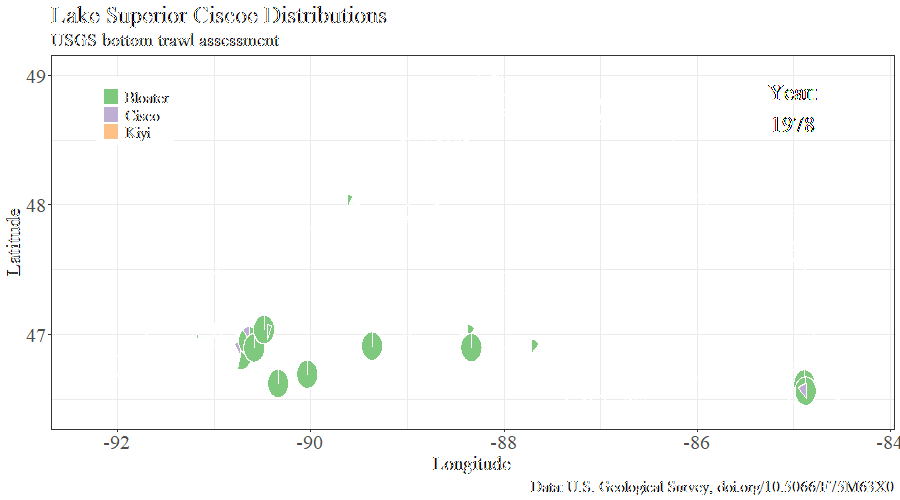 Lake Superior Ciscoe Distributions
USGS bottom trawl assessment
49
48
47
Latitude
Bloater
Cisco
Kiyi
Year:
1978
-92
-90
-88
-86
-84
Longitude
Data: U.S. Geological Survey, doi.org/10.5066/F75M63X0